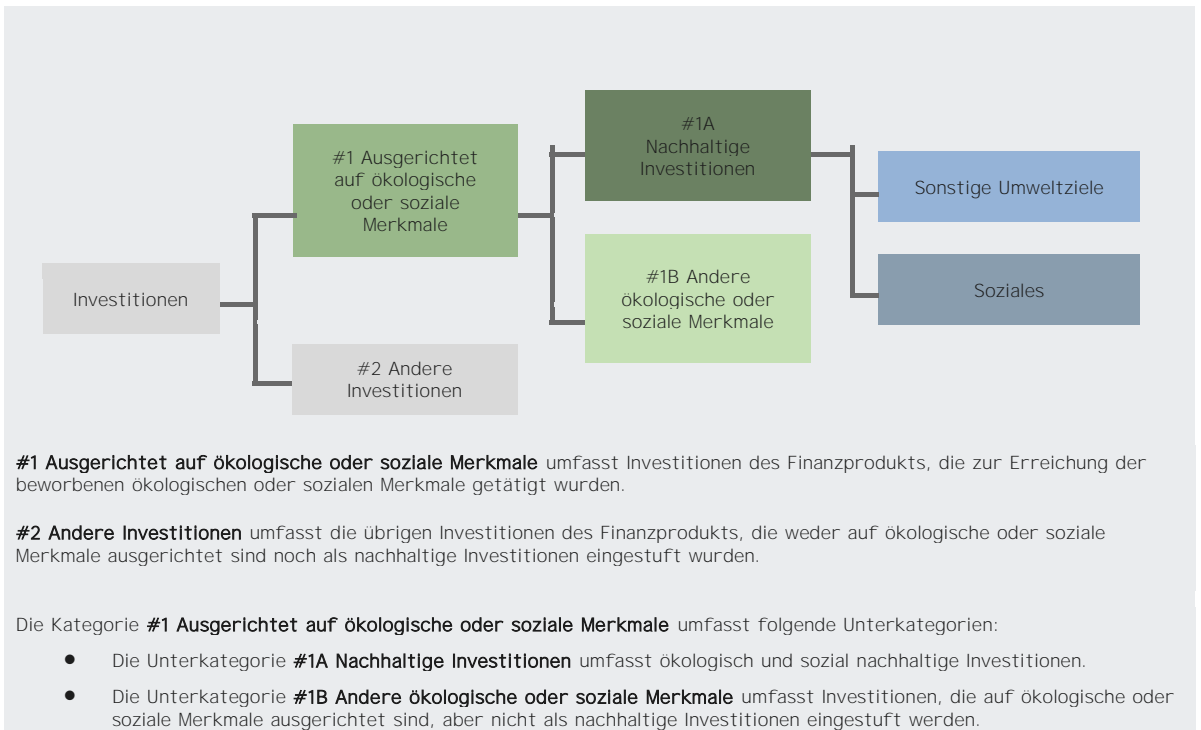 #1A
Nachhaltige
Investitionen
#1 Ausgerichtet
auf ökologische
oder soziale
Merkmale
Sonstige Umweltziele
Investitionen
#1B Andere
ökologische oder
soziale Merkmale
Soziales
#2 Andere
Investitionen
#1 Ausgerichtet auf ökologische oder soziale Merkmale umfasst Investitionen des Finanzprodukts, die zur Erreichung der
beworbenen ökologischen oder sozialen Merkmale getätigt wurden.
#2 Andere Investitionen umfasst die übrigen Investitionen des Finanzprodukts, die weder auf ökologische oder soziale
Merkmale ausgerichtet sind noch als nachhaltige Investitionen eingestuft wurden.
Die Kategorie #1 Ausgerichtet auf ökologische oder soziale Merkmale umfasst folgende Unterkategorien:
● Die Unterkategorie #1A Nachhaltige Investitionen umfasst ökologisch und sozial nachhaltige Investitionen.
● Die Unterkategorie #1B Andere ökologische oder soziale Merkmale umfasst Investitionen, die auf ökologische oder
soziale Merkmale ausgerichtet sind, aber nicht als nachhaltige Investitionen eingestuft werden.